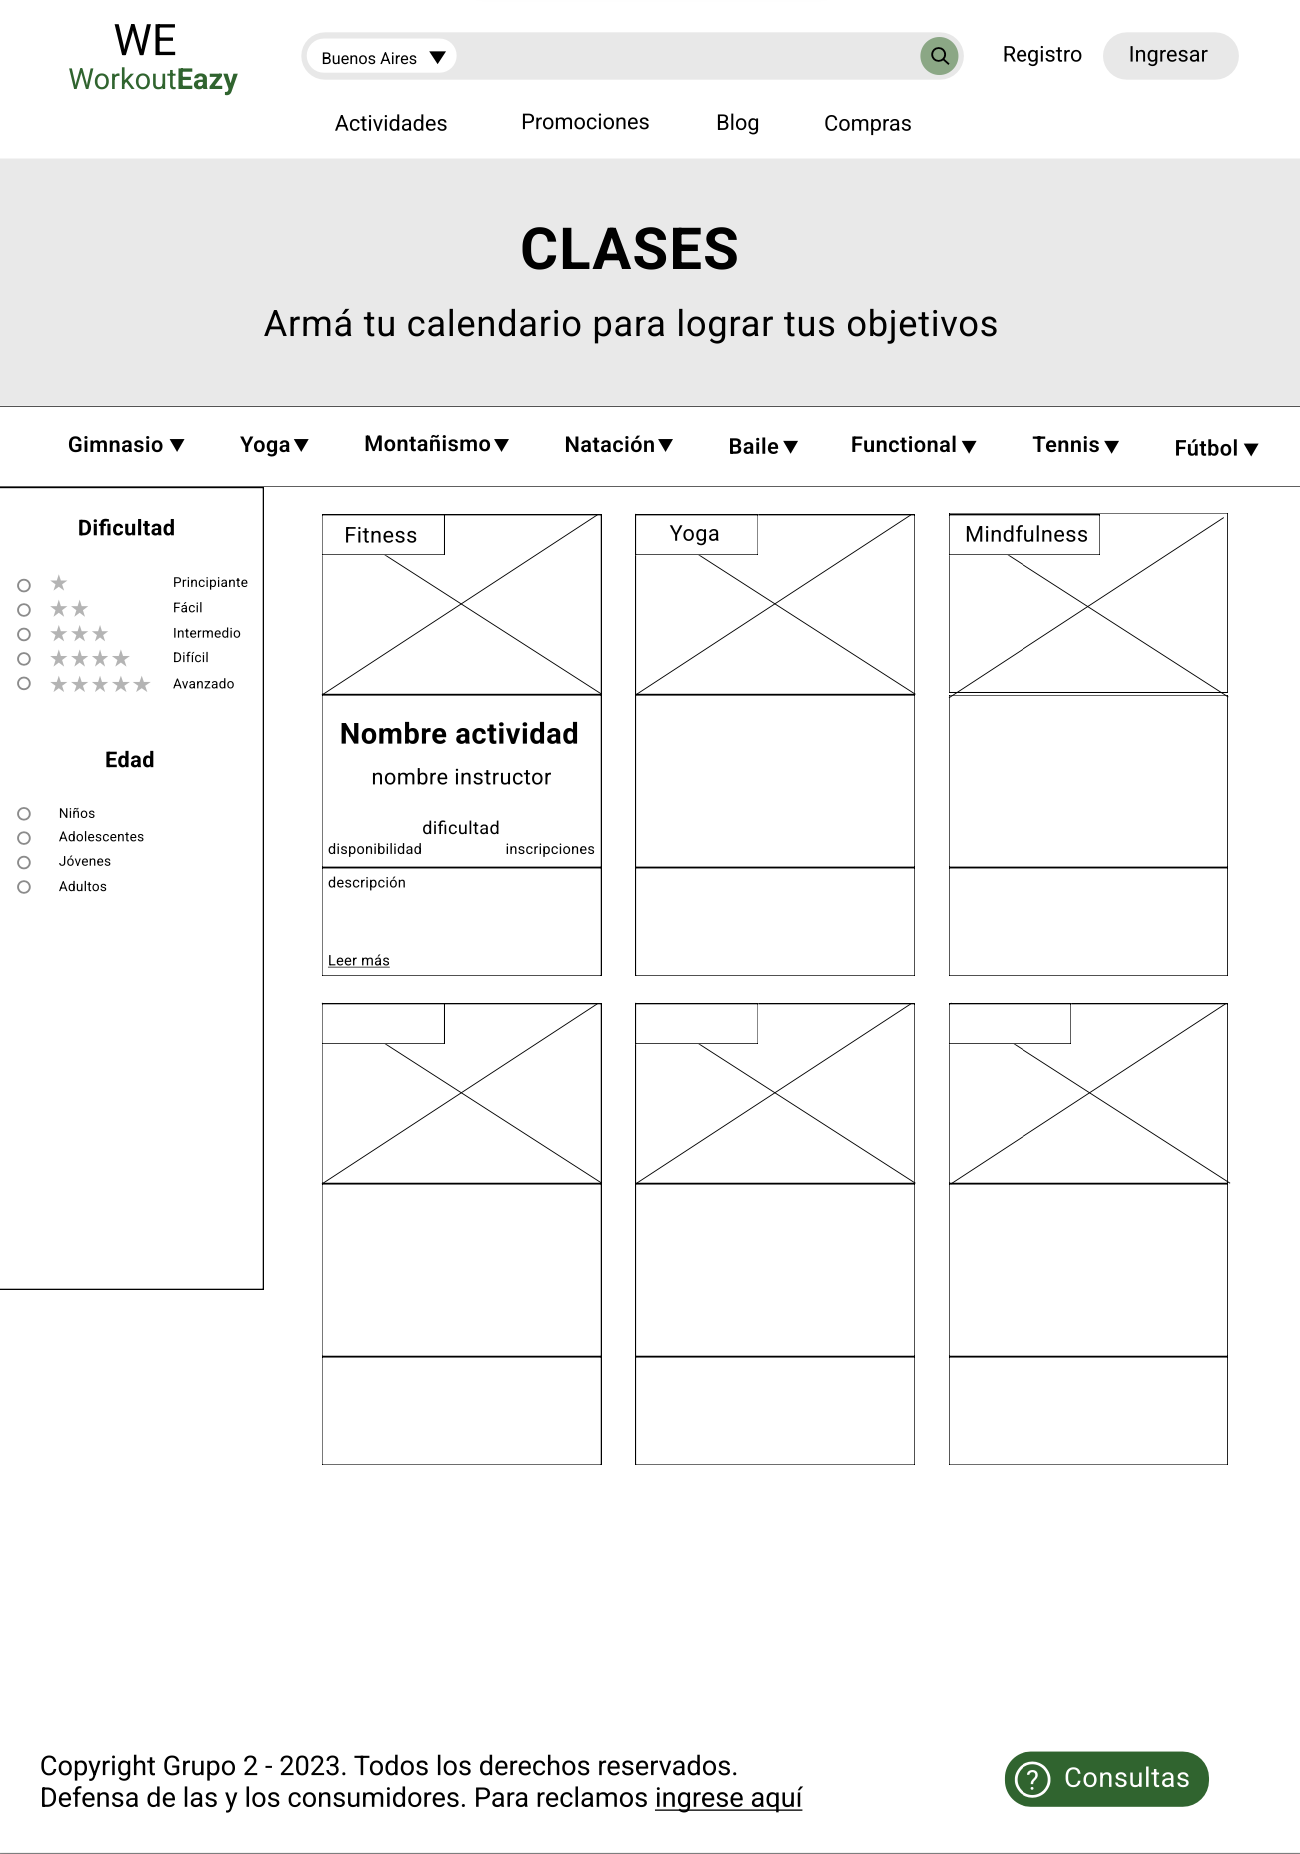 WE
WorkoutEazy
Buenos Aires
Registro
Ingresar
Actividades
Promociones
Blog
Compras
CLASES
Armá tu calendario para lograr tus objetivos
Gimnasio
Yoga
Montañismo
Natación
Baile
Functional
Tennis
Fútbol
Dificultad
Principiante
Fácil
Intermedio
Difícil
Avanzado
Edad
Niños
Adolescentes
Jóvenes
Adultos
Fitness
Nombre actividad
nombre instructor
dificultad
disponibilidad
inscripciones
descripción
Leer más
Yoga
Mindfulness
Copyright Grupo 2 - 2023. Todos los derechos reservados.
Defensa de las y los consumidores. Para reclamos ingrese aquí
? Consultas